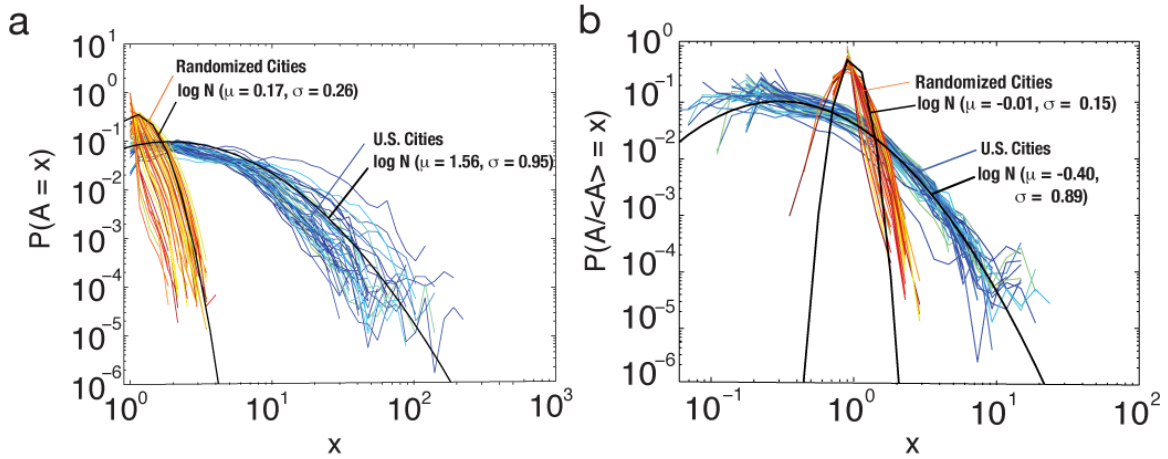 a
10^1
10^0
10^-1
10^-2
10^-3
10^-4
10^-5
10^-6
P(A = x)
Randomized Cities
log N (μ = 0.17, σ = 0.26)
U.S. Cities
log N (μ = 1.56, σ = 0.95)
10^0
10^1
10^2
10^3
x
b
10^0
10^-1
10^-2
10^-3
10^-4
10^-5
10^-6
P(A/<A> = x)
Randomized Cities
log N (μ = -0.01, σ = 0.15)
U.S. Cities
log N (μ = -0.40,
σ = 0.89)
10^-1
10^0
10^1
10^2
x